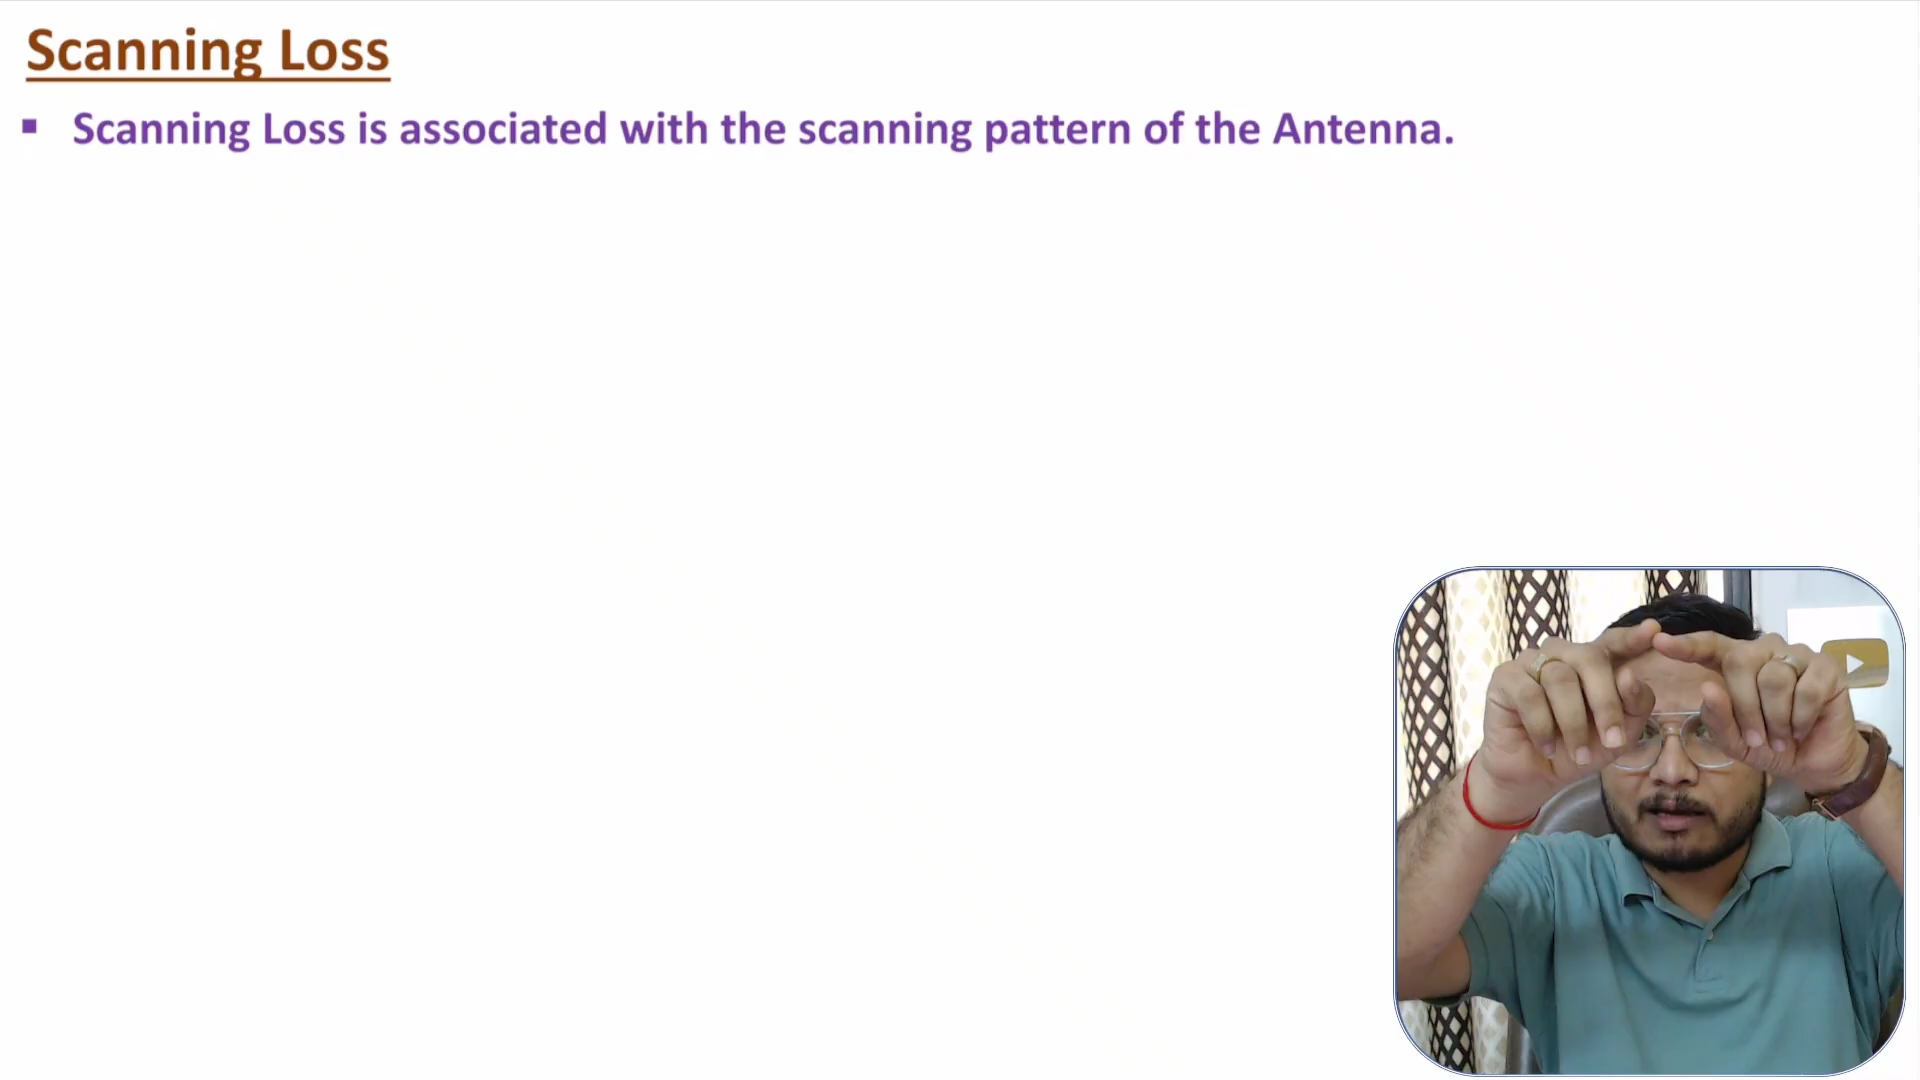 Scanning Loss
▪ Scanning Loss is associated with the scanning pattern of the Antenna.